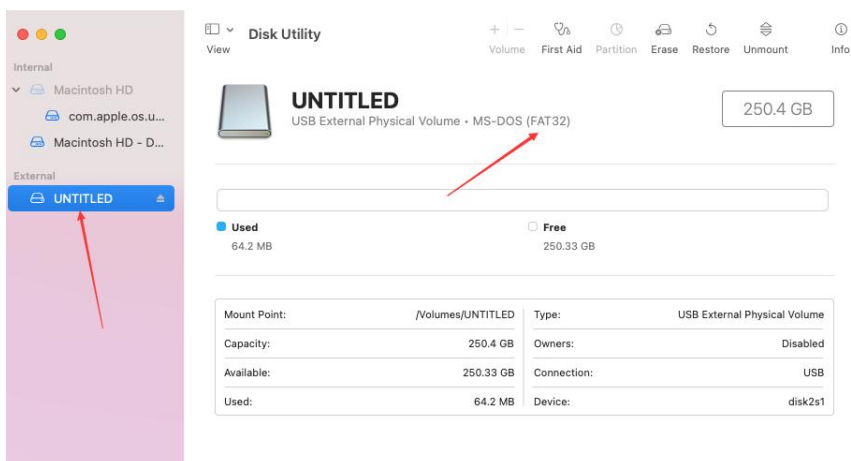 Disk Utility
View
Volume First Aid Partition Erase Restore Unmount Info
Internal
Macintosh HD
com.apple.os.u...
Macintosh HD - D...
External
UNTITLED
UNTITLED
USB External Physical Volume • MS-DOS (FAT32)
250.4 GB
Used
64.2 MB
Free
250.33 GB
Mount Point: /Volumes/UNTITLED Type: USB External Physical Volume
Capacity: 250.4 GB Owners: Disabled
Available: 250.33 GB Connection: USB
Used: 64.2 MB Device: disk2s1